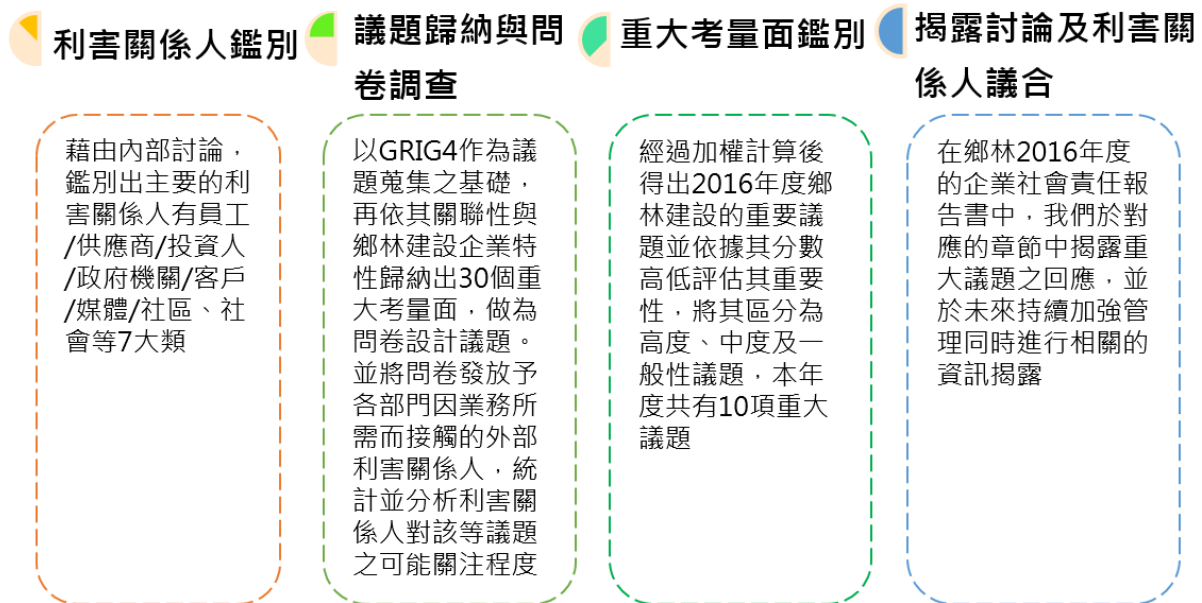 利害關係人鑑別
藉由內部討論，
鑑別出主要的利
害關係人有員工
/供應商/投資人
/政府機關/客戶
/媒體/社區、社
會等7大類
議題歸納與問
卷調查
以GRIG4作為議
題蒐集之基礎，
再依其關聯性與
鄉林建設企業特
性歸納出30個重
大考量面，做為
問卷設計議題。
並將問卷發放予
各部門因業務所
需而接觸的外部
利害關係人，統
計並分析利害關
係人對該等議題
之可能關注程度
重大考量面鑑別
經過加權計算後
得出2016年度鄉
林建設的重要議
題並依據其分數
高低評估其重要
性，將其區分為
高度、中度及一
般性議題，本年
度共有10項重大
議題
揭露討論及利害關
係人議合
在鄉林2016年度
的企業社會責任報
告書中，我們於對
應的章節中揭露重
大議題之回應，並
於未來持續加強管
理同時進行相關的
資訊揭露